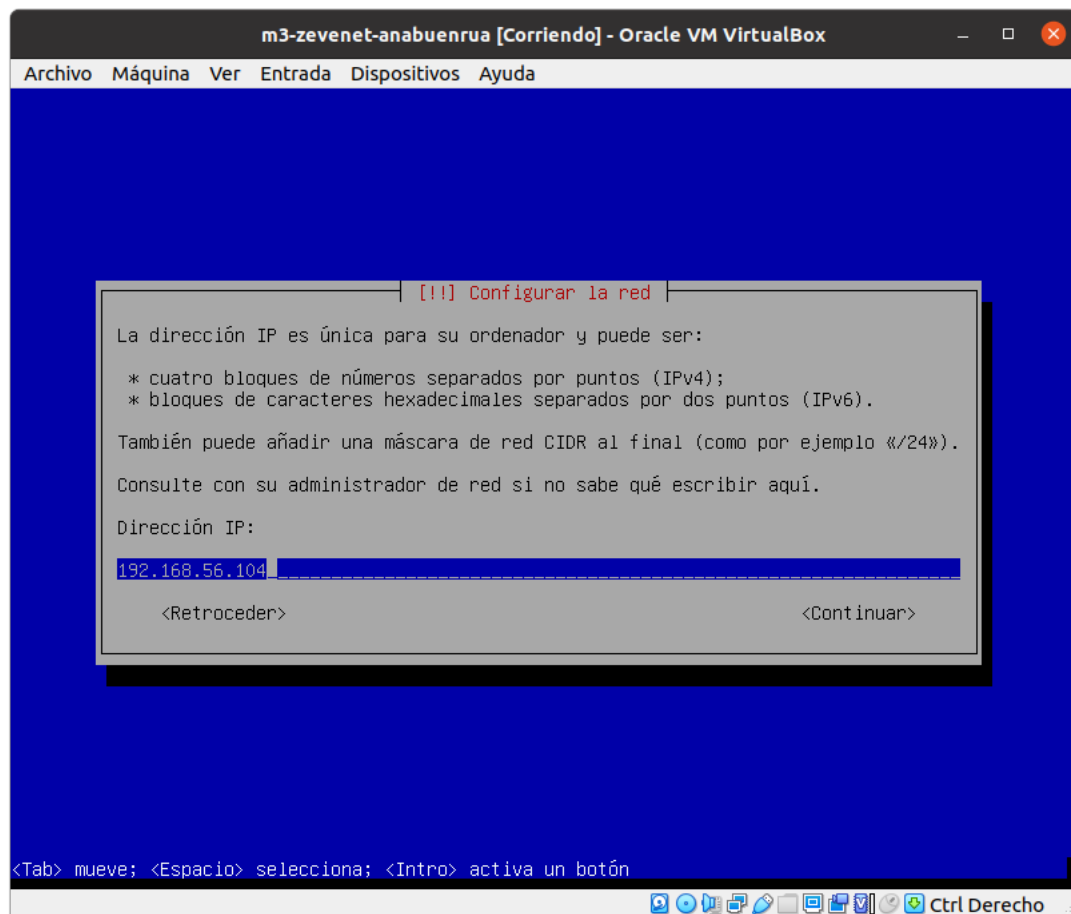 m3-zevenet-anabuenrua [Corriendo] - Oracle VM VirtualBox
Archivo Máquina Ver Entrada Dispositivos Ayuda
[!!] Configurar la red
La dirección IP es única para su ordenador y puede ser:
* cuatro bloques de números separados por puntos (IPv4);
* bloques de caracteres hexadecimales separados por dos puntos (IPv6).
También puede añadir una máscara de red CIDR al final (como por ejemplo «/24»).
Consulte con su administrador de red si no sabe qué escribir aquí.
Dirección IP:
192.168.56.104
<Retroceder> <Continuar>
<Tab> mueve; <Espacio> selecciona; <Intro> activa un botón
Ctrl Derecho